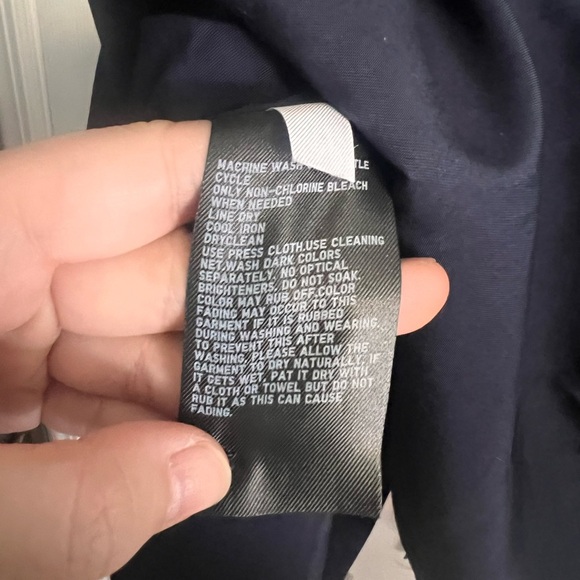 MACHINE WASH TLE
CYCLE
ONLY NON-CHLORINE BLEACH
WHEN NEEDED
LINE DRY
COOL IRON
DRYCLEAN
USE PRESS CLOTH.USE CLEANING
NET.WASH DARK COLORS
SEPARATELY. NO OPTICAL
BRIGHTENERS. DO NOT SOAK.
COLOR MAY RUB OFF.COLOR
FADING MAY OCCUR TO THIS
GARMENT IF IT IS RUBBED
DURING WASHING AND WEARING.
TO PREVENT THIS AFTER
WASHING, PLEASE ALLOW THE
GARMENT TO DRY NATURALLY. IF
IT GETS WET, PAT IT DRY WITH
A CLOTH OR TOWEL BUT DO NOT
RUB IT AS THIS CAN CAUSE
FADING.